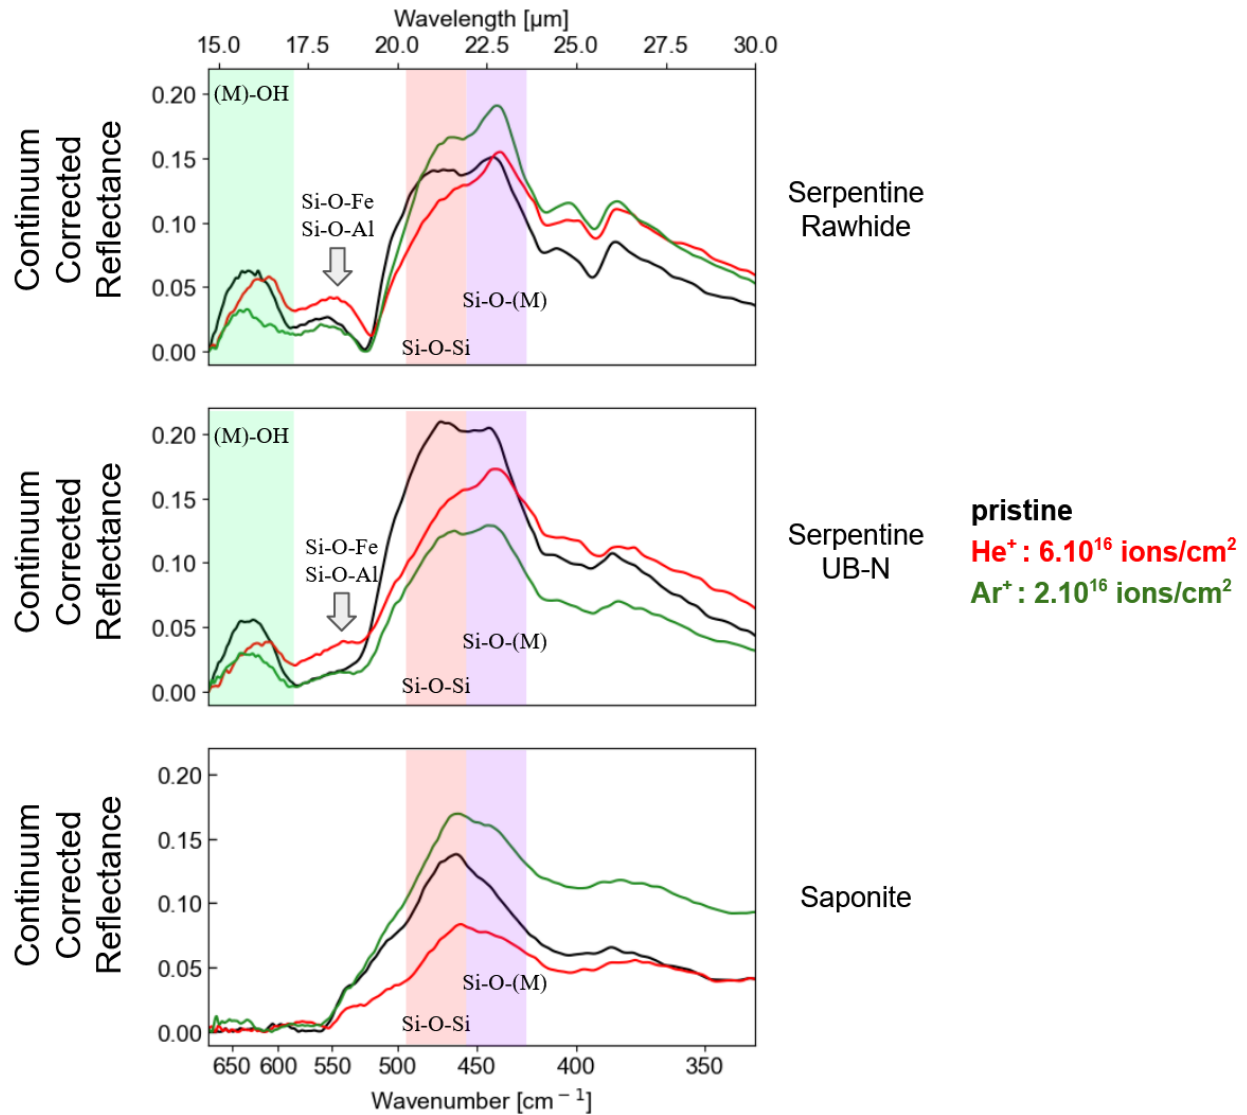 Wavelength [µm]
15.0 17.5 20.0 22.5 25.0 27.5 30.0
Continuum
Corrected
Reflectance
0.20
0.15
0.10
0.05
0.00
(M)-OH
Si-O-Fe
Si-O-Al
Si-O-(M)
Si-O-Si
Serpentine
Rawhide
Continuum
Corrected
Reflectance
0.20
0.15
0.10
0.05
0.00
(M)-OH
Si-O-Fe
Si-O-Al
Si-O-(M)
Si-O-Si
Serpentine
UB-N
pristine
He⁺ : 6.10¹⁶ ions/cm²
Ar⁺ : 2.10¹⁶ ions/cm²
Continuum
Corrected
Reflectance
0.20
0.15
0.10
0.05
0.00
Si-O-(M)
Si-O-Si
Saponite
650 600 550 500 450 400 350
Wavenumber [cm⁻¹]